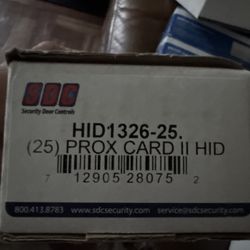 SDC
Security Door Controls
HID1326-25.
(25) PROX CARD II HID
7 12905 28075 2
800.413.8783 www.sdcsecurity.com service@sdcsecurity.com